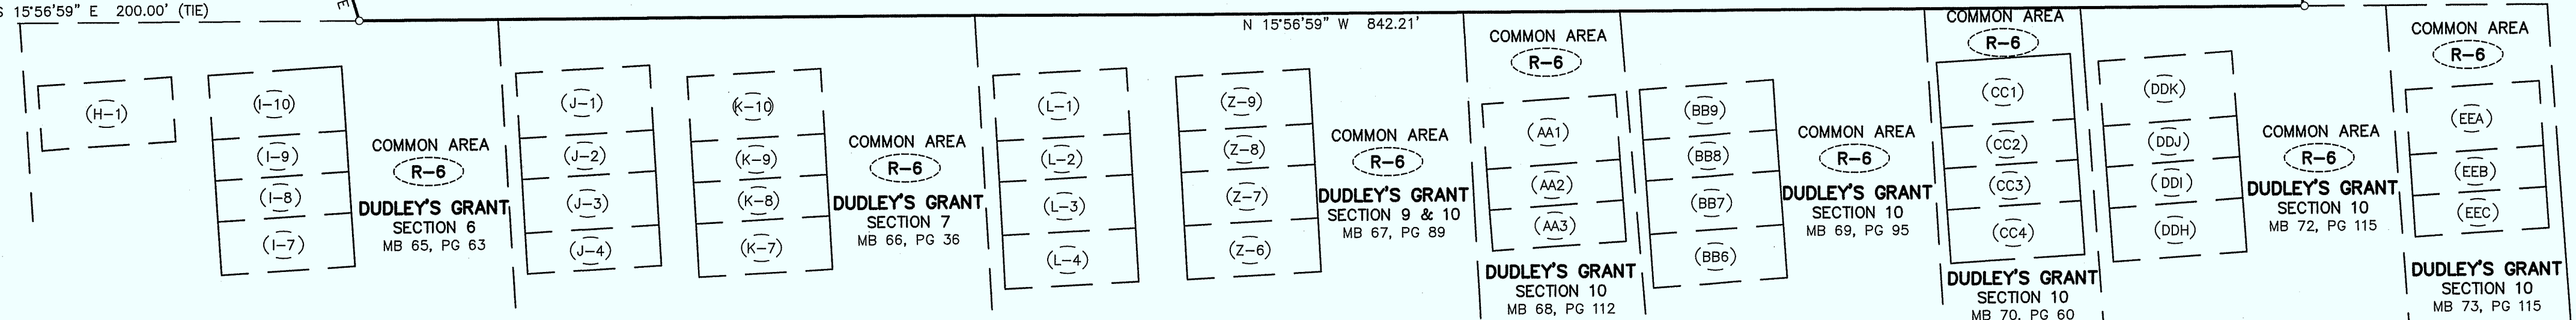 S 15°56'59" E 200.00' (TIE)
E
N 15°56'59" W 842.21'
(H-1)
(I-10)
(I-9)
(I-8)
(I-7)
COMMON AREA
R-6
DUDLEY'S GRANT
SECTION 6
MB 65, PG 63
(J-1)
(J-2)
(J-3)
(J-4)
(K-10)
(K-9)
(K-8)
(K-7)
COMMON AREA
R-6
DUDLEY'S GRANT
SECTION 7
MB 66, PG 36
(L-1)
(L-2)
(L-3)
(L-4)
(Z-9)
(Z-8)
(Z-7)
(Z-6)
COMMON AREA
R-6
DUDLEY'S GRANT
SECTION 9 & 10
MB 67, PG 89
COMMON AREA
R-6
(AA1)
(AA2)
(AA3)
DUDLEY'S GRANT
SECTION 10
MB 68, PG 112
(BB9)
(BB8)
(BB7)
(BB6)
COMMON AREA
R-6
DUDLEY'S GRANT
SECTION 10
MB 69, PG 95
COMMON AREA
R-6
(CC1)
(CC2)
(CC3)
(CC4)
DUDLEY'S GRANT
SECTION 10
MB 70, PG 60
(DDK)
(DDJ)
(DDI)
(DDH)
COMMON AREA
R-6
DUDLEY'S GRANT
SECTION 10
MB 72, PG 115
COMMON AREA
R-6
(EEA)
(EEB)
(EEC)
DUDLEY'S GRANT
SECTION 10
MB 73, PG 115